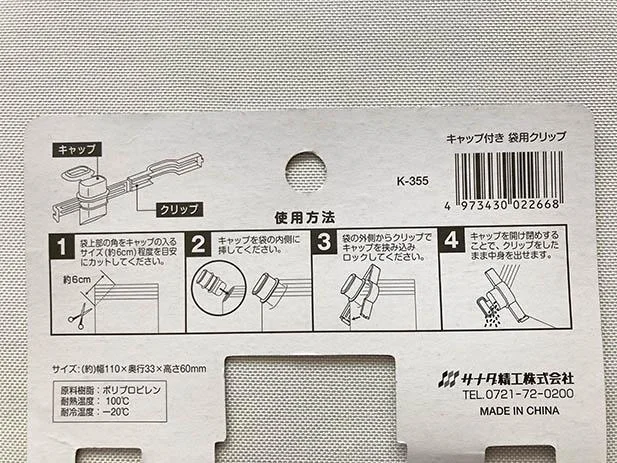 キャップ付き 袋用クリップ
K-355
4 973430 022668
キャップ
クリップ
使用方法
1
袋上部の角をキャップの入る
サイズ(約6cm)程度を目安
にカットしてください。
約6cm
2
キャップを袋の内側に
挿してください。
3
袋の外側からクリップで
キャップを挟み込み
ロックしてください。
4
キャップを開け閉めする
ことで、クリップをした
まま中身を出せます。
サイズ:(約)幅110×奥行33×高さ60mm
原料樹脂: ポリプロピレン
耐熱温度: 100℃
耐冷温度: −20℃
サナダ精工株式会社
TEL.0721-72-0200
MADE IN CHINA